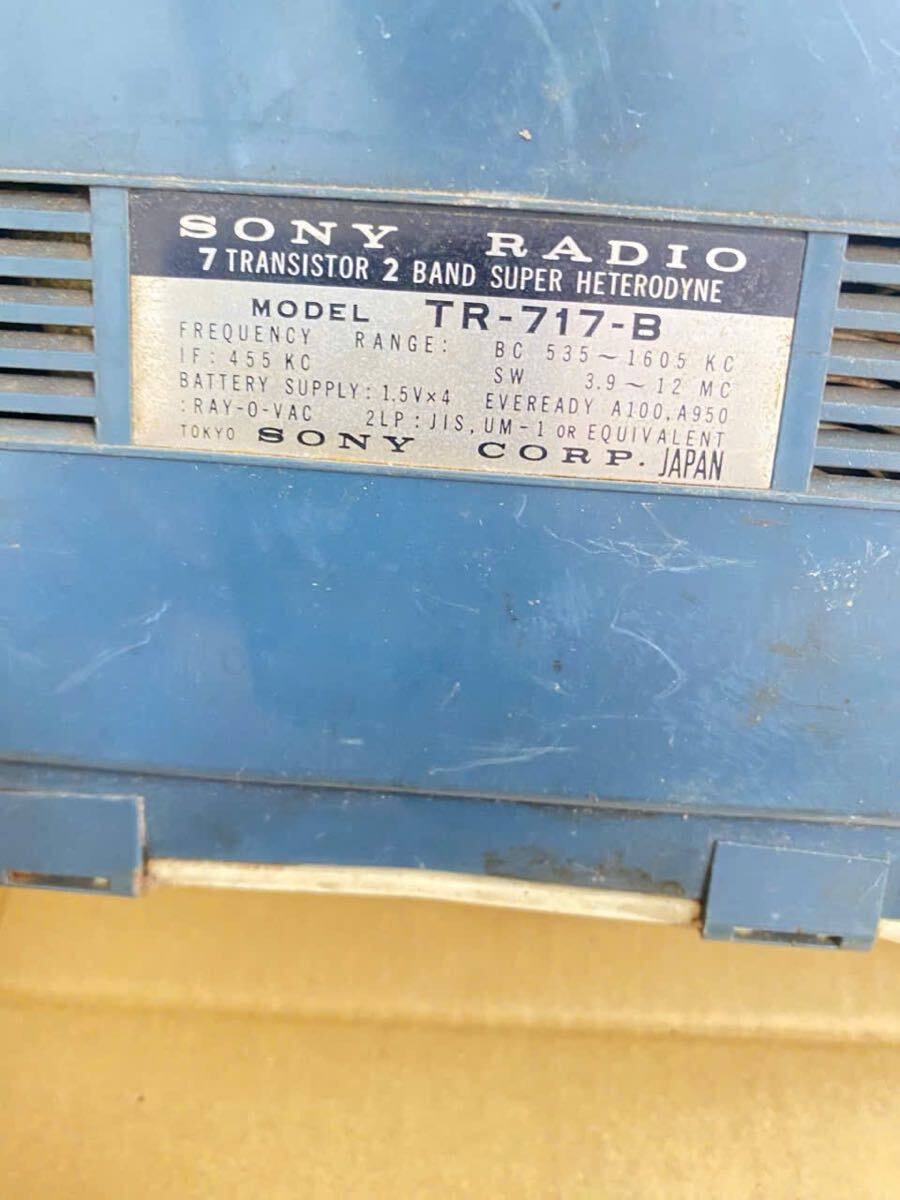 SONY RADIO
7 TRANSISTOR 2 BAND SUPER HETERODYNE
MODEL TR-717-B
FREQUENCY RANGE: BC 535~1605 KC
IF: 455 KC SW 3.9~12 MC
BATTERY SUPPLY: 1.5V×4 EVEREADY A100, A950
:RAY-O-VAC 2LP: JIS, UM-1 OR EQUIVALENT
TOKYO SONY CORP. JAPAN